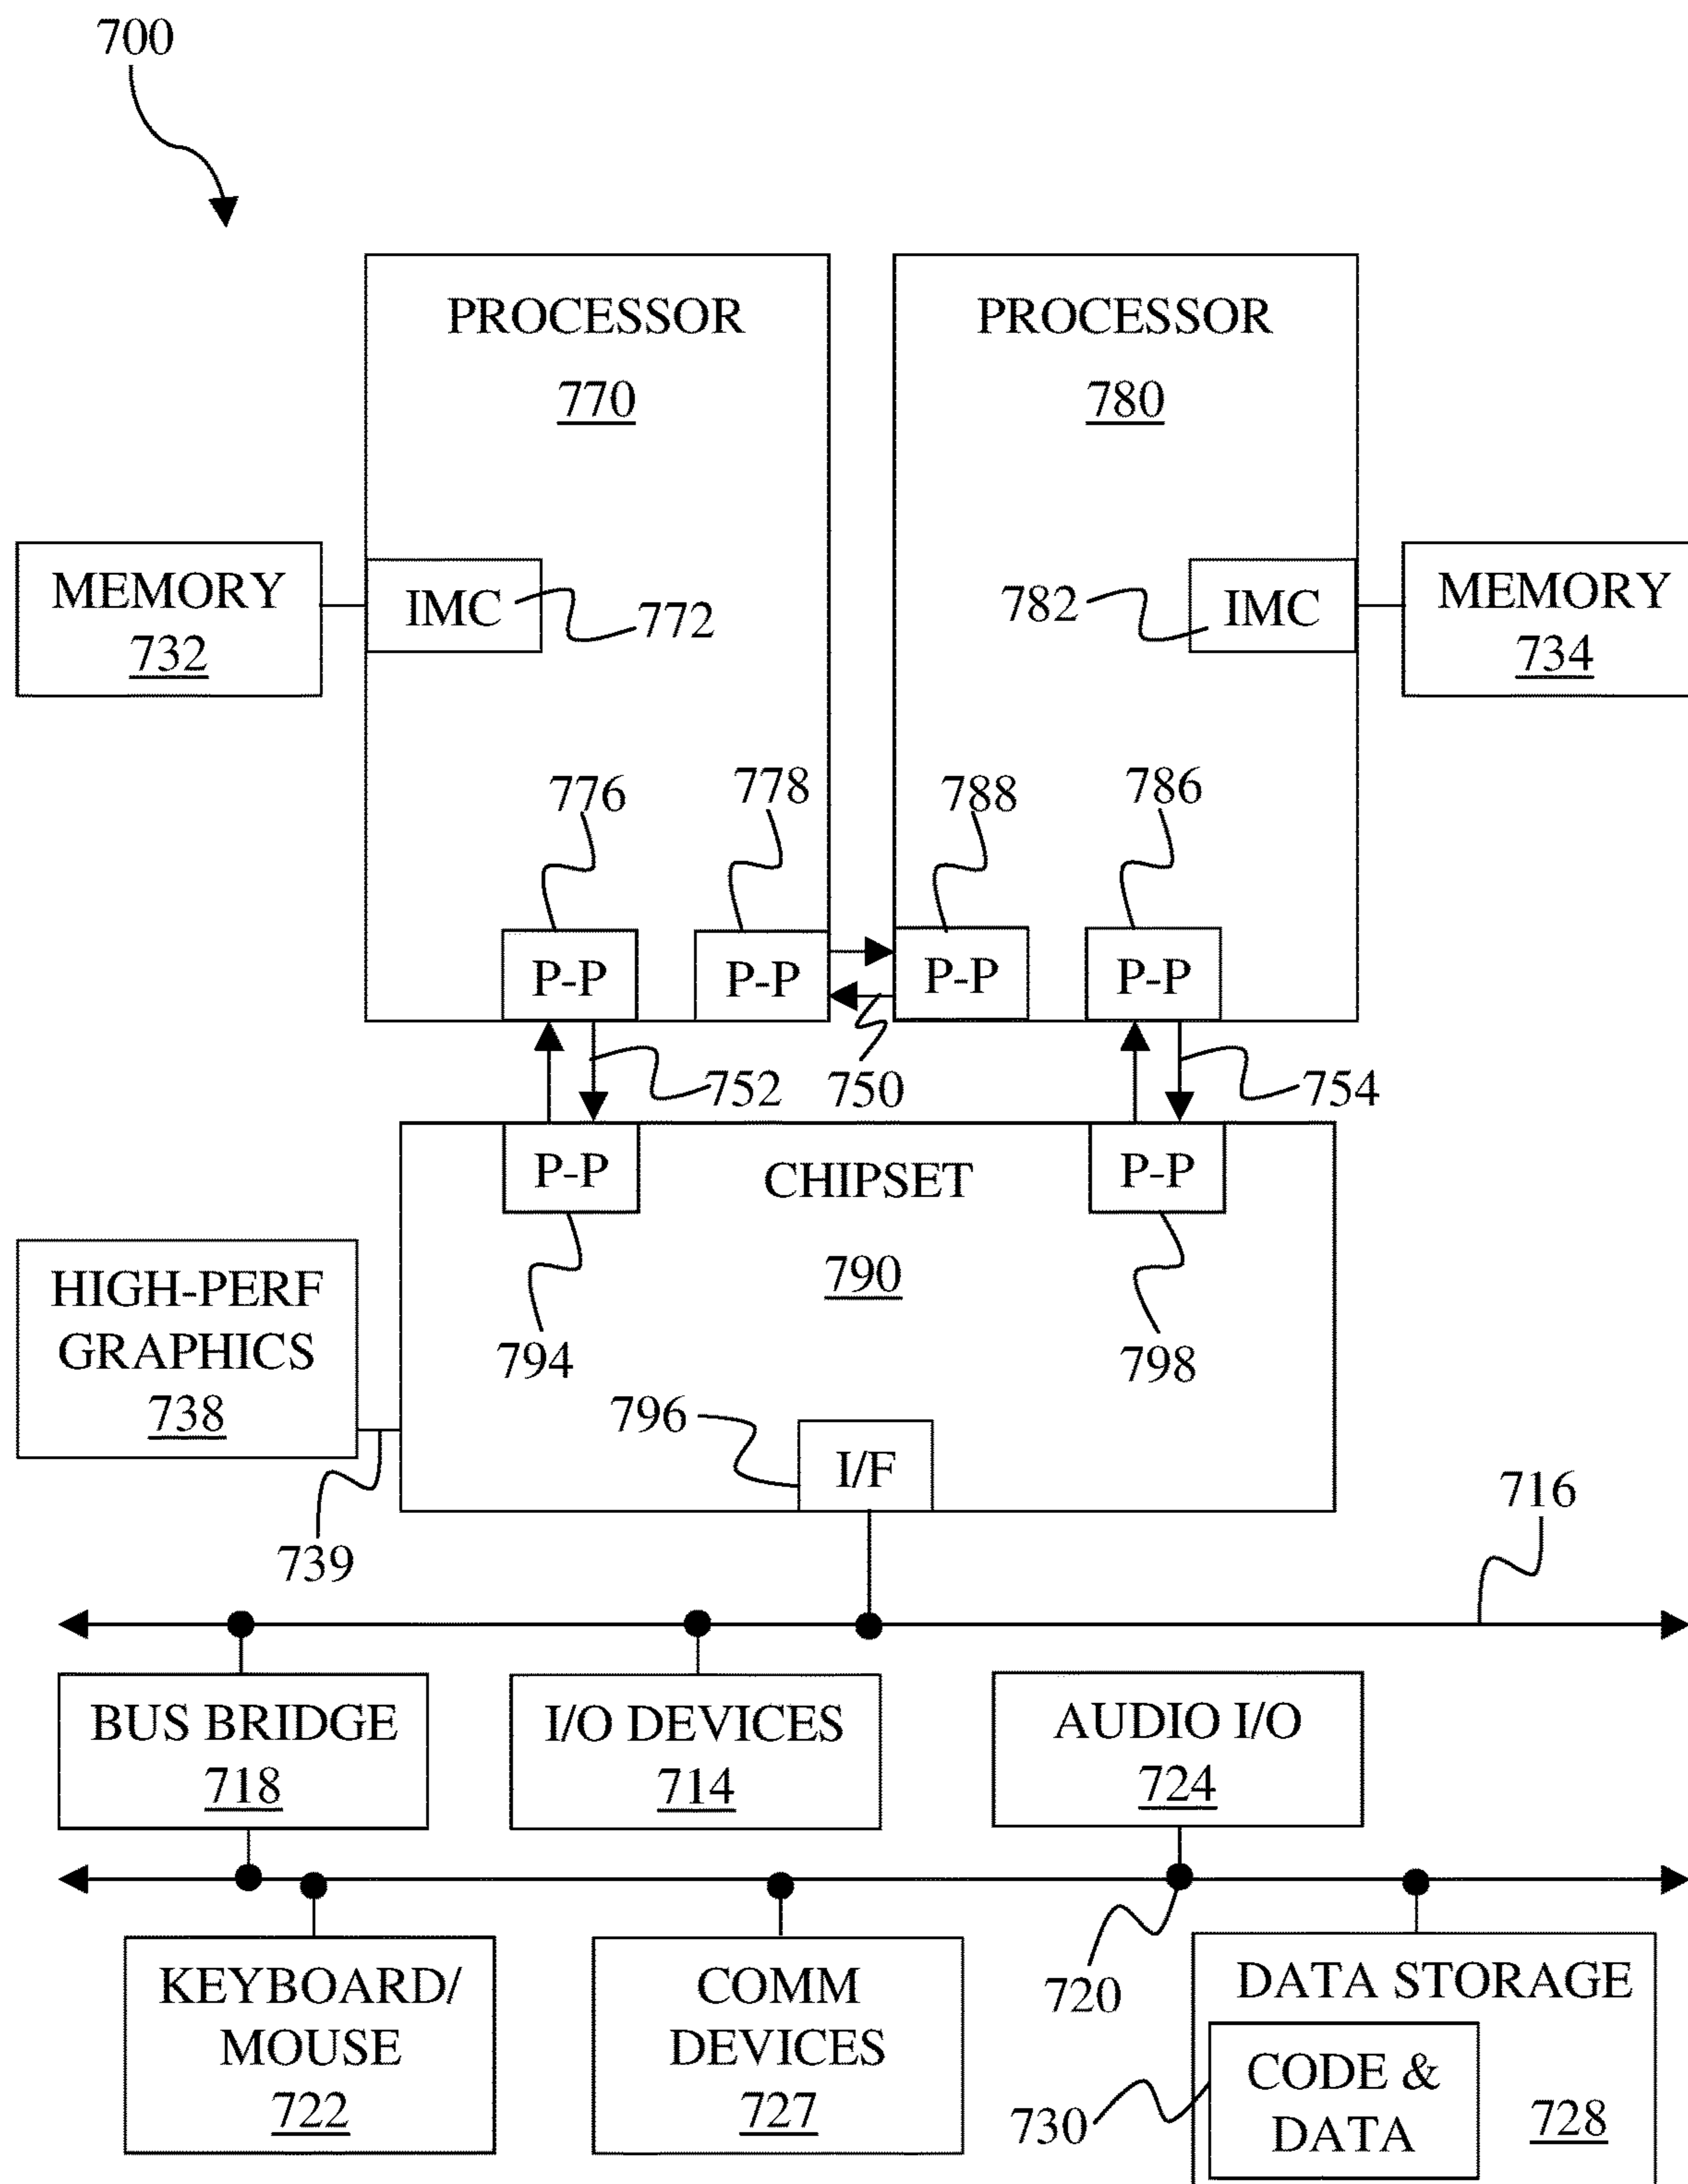 700
PROCESSOR
770
PROCESSOR
780
MEMORY
732
IMC
772
782
IMC
MEMORY
734
776
778
788
786
P-P
P-P
P-P
P-P
752
750
754
P-P
CHIPSET
P-P
790
794
798
HIGH-PERF
GRAPHICS
738
796
I/F
739
716
BUS BRIDGE
718
I/O DEVICES
714
AUDIO I/O
724
720
KEYBOARD/
MOUSE
722
COMM
DEVICES
727
DATA STORAGE
CODE &
DATA
730
728